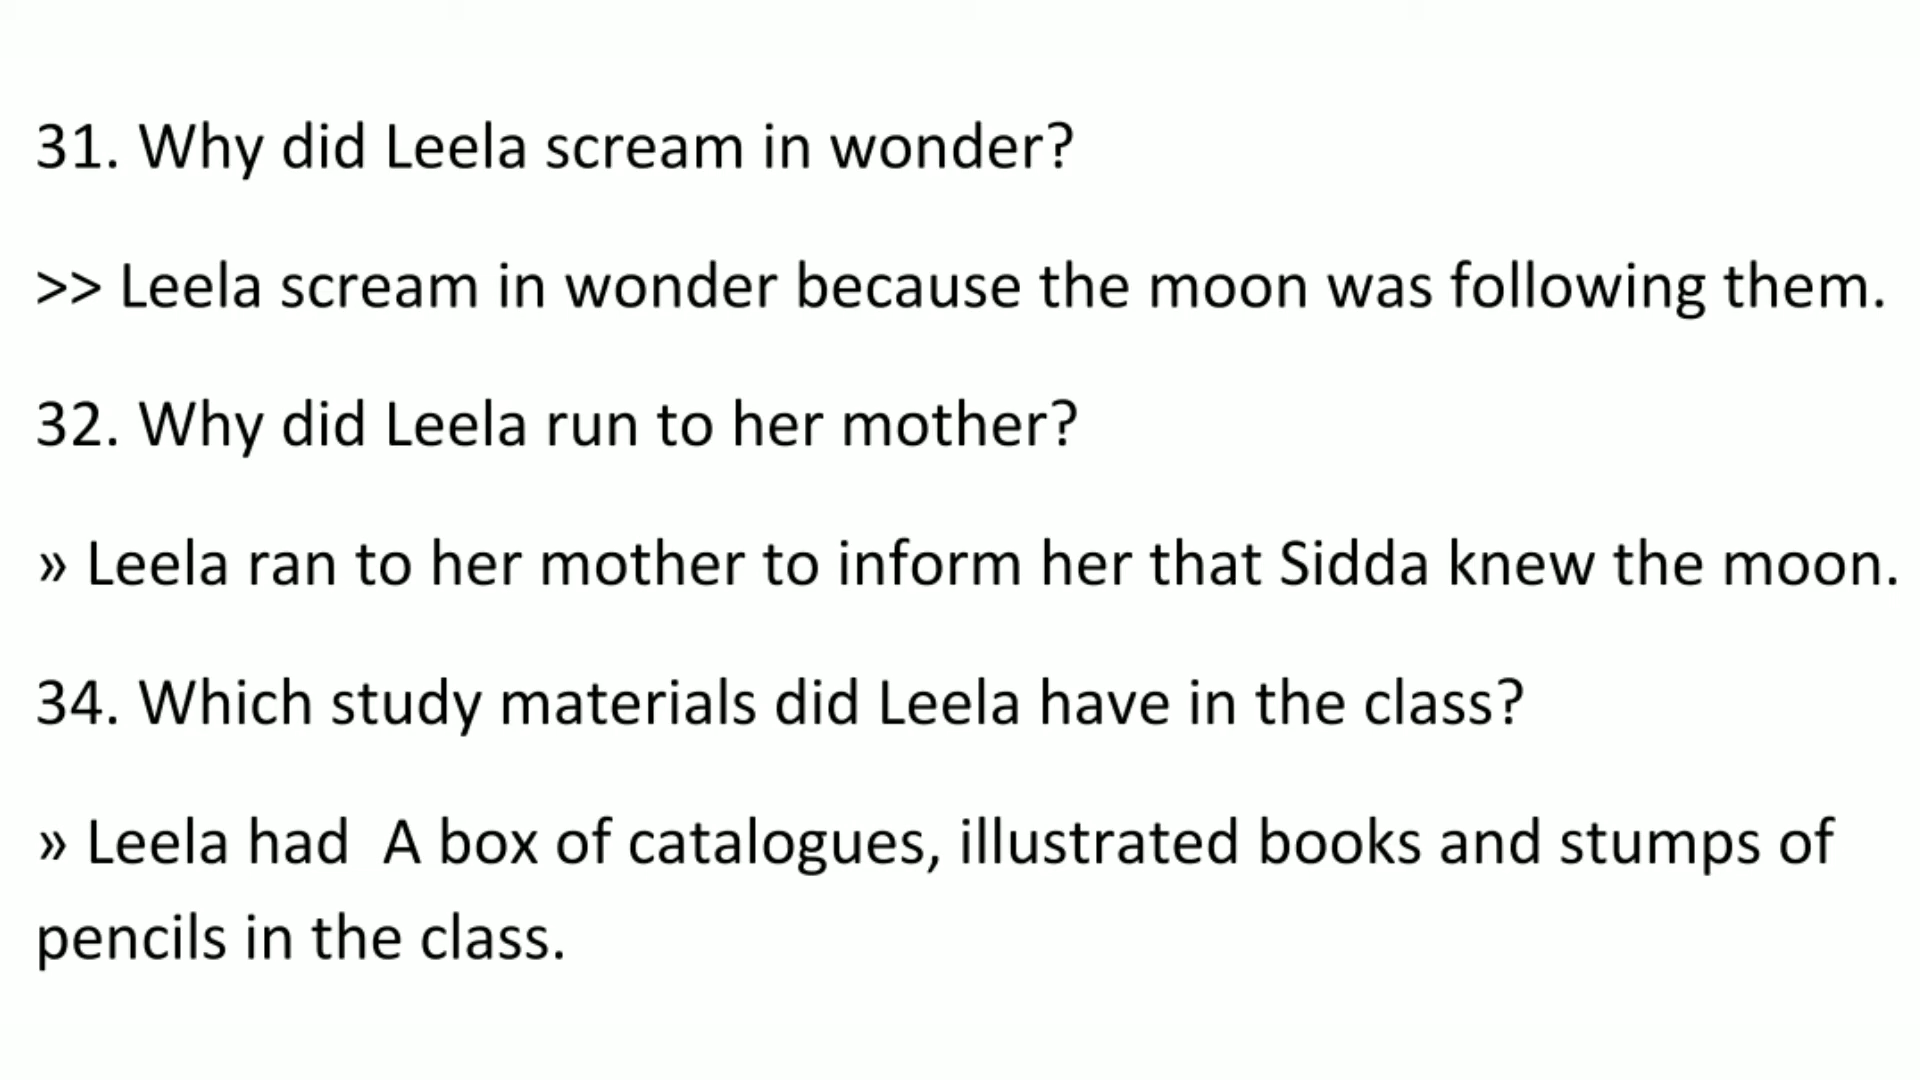 31. Why did Leela scream in wonder?
>> Leela scream in wonder because the moon was following them.
32. Why did Leela run to her mother?
» Leela ran to her mother to inform her that Sidda knew the moon.
34. Which study materials did Leela have in the class?
» Leela had  A box of catalogues, illustrated books and stumps of
pencils in the class.